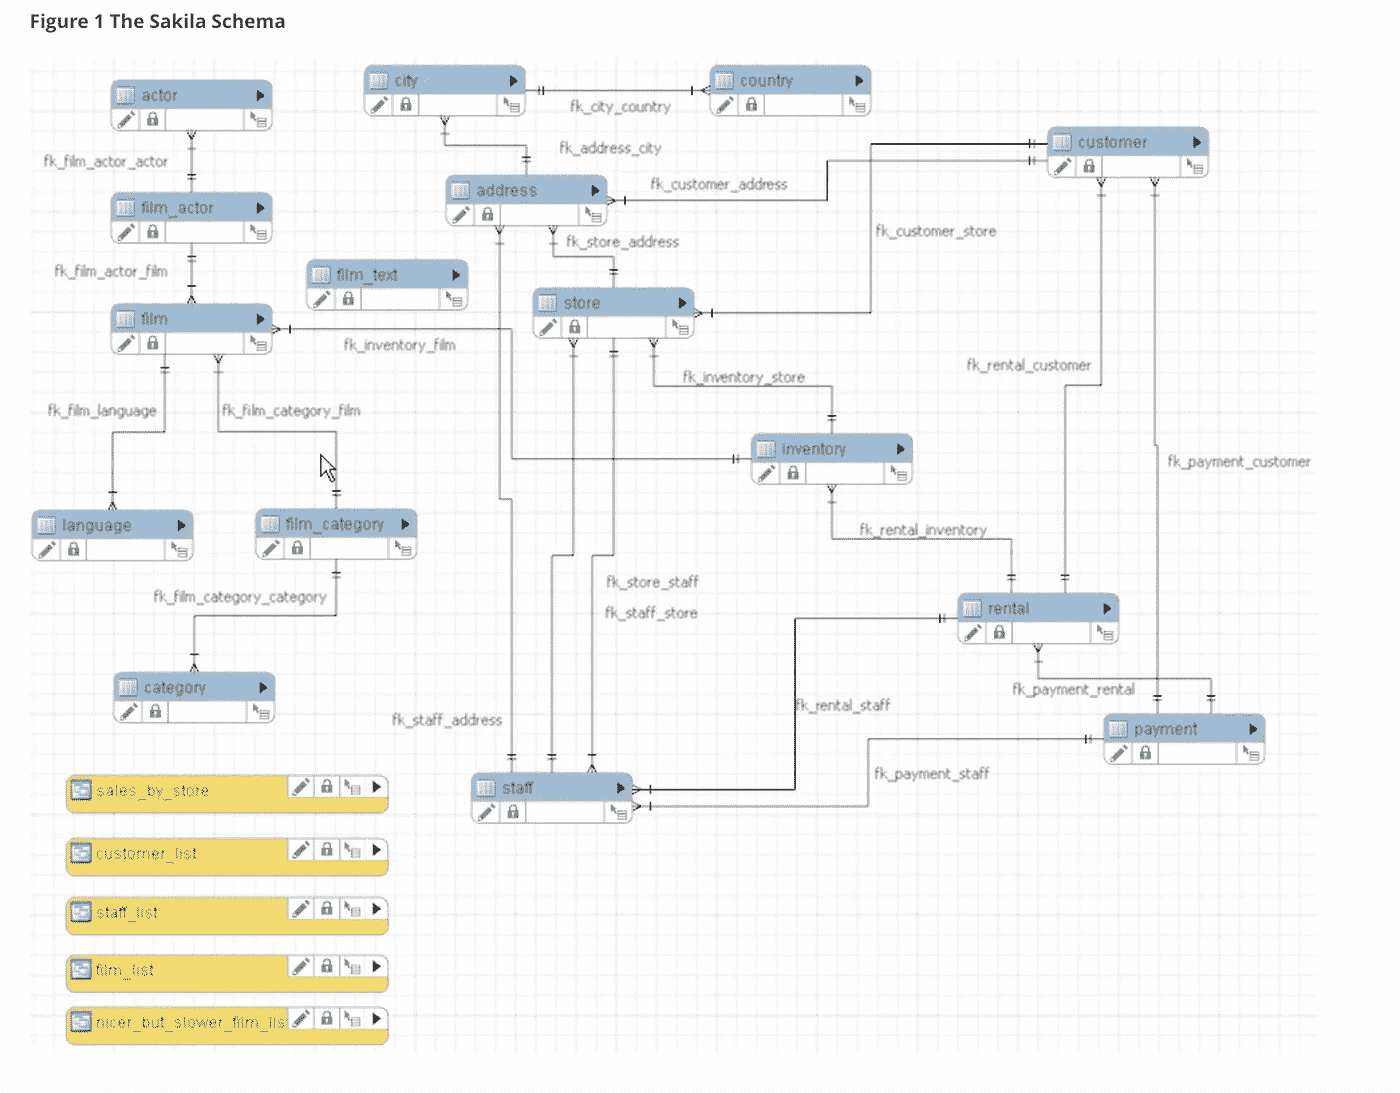 Figure 1 The Sakila Schema
city
country
actor
fk_city_country
customer
fk_address_city
fk_film_actor_actor
address
fk_customer_address
film_actor
fk_customer_store
fk_store_address
fk_film_actor_film
film_text
store
film
fk_inventory_film
fk_rental_customer
fk_inventory_store
fk_film_language
fk_film_category_film
inventory
fk_payment_customer
language
film_category
fk_rental_inventory
fk_store_staff
fk_film_category_category
rental
fk_staff_store
category
fk_payment_rental
fk_rental_staff
fk_staff_address
payment
fk_payment_staff
staff
sales_by_store
customer_list
staff_list
film_list
nicer_but_slower_film_lis